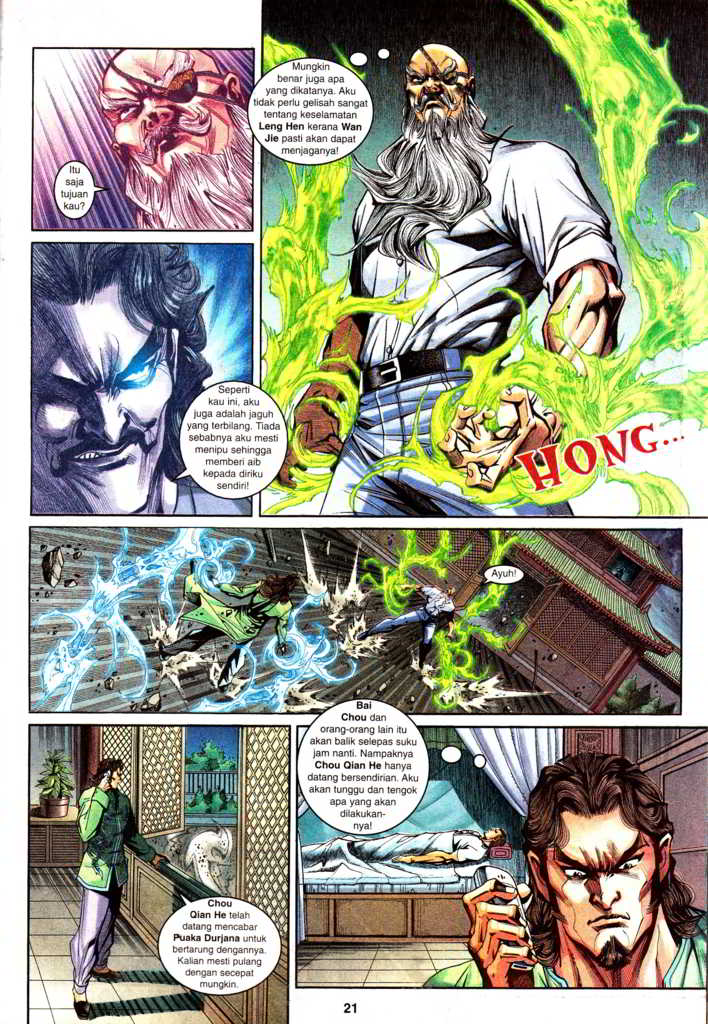 Itu
saja
tujuan
kau?
Mungkin
benar juga apa
yang dikatanya. Aku
tidak perlu gelisah sangat
tentang keselamatan
Leng Hen kerana Wan
Jie pasti akan dapat
menjaganya!
Seperti
kau ini, aku
juga adalah jaguh
yang terbilang. Tiada
sebabnya aku mesti
menipu sehingga
memberi aib
kepada diriku
sendiri!
HONG...
Ayuh!
Chou
Qian He telah
datang mencabar
Puaka Durjana untuk
bertarung dengannya.
Kalian mesti pulang
dengan secepat
mungkin.
Bai
Chou dan
orang-orang lain itu
akan balik selepas suku
jam nanti. Nampaknya
Chou Qian He hanya
datang bersendirian. Aku
akan tunggu dan tengok
apa yang akan
dilakukan-
nya!
21